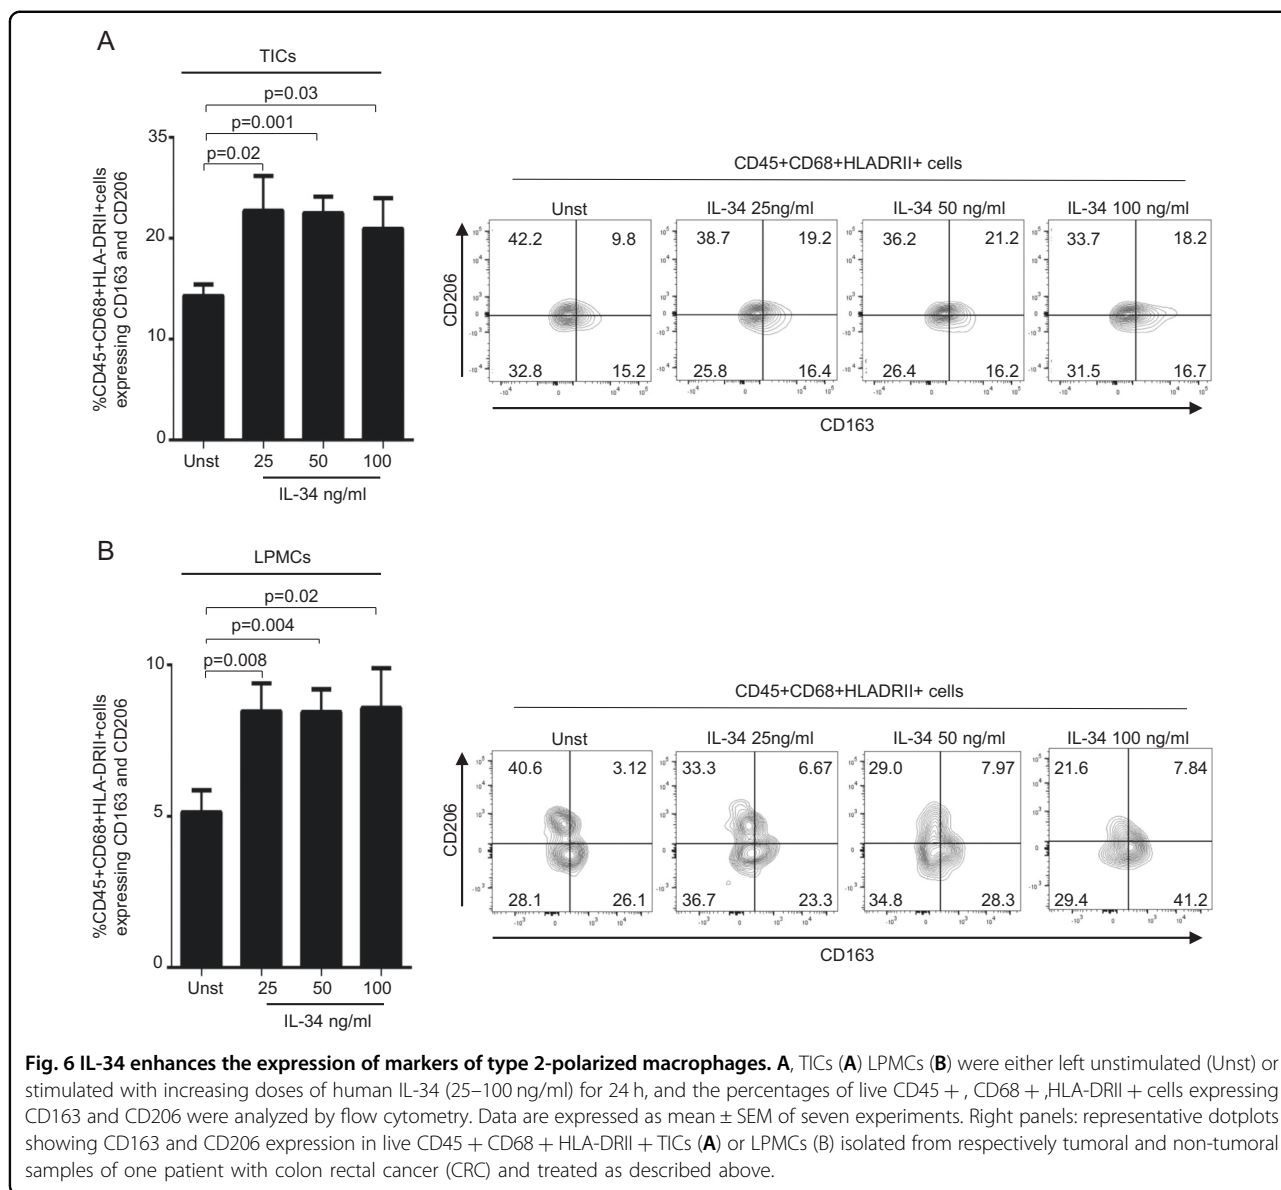 A
TICs
p=0.03
p=0.001
p=0.02
%CD45+CD68+HLA-DRII+cells
expressing CD163 and CD206
35
20
10
0
Unst 25 50 100
IL-34 ng/ml
CD45+CD68+HLADRII+ cells
Unst IL-34 25ng/ml IL-34 50 ng/ml IL-34 100 ng/ml
42.2 9.8 38.7 19.2 36.2 21.2 33.7 18.2
CD206
32.8 15.2 25.8 16.4 26.4 16.2 31.5 16.7
CD163
B
LPMCs
p=0.02
p=0.004
p=0.008
%CD45+CD68+HLA-DRII+cells
expressing CD163 and CD206
10
5
0
Unst 25 50 100
IL-34 ng/ml
CD45+CD68+HLADRII+ cells
Unst IL-34 25ng/ml IL-34 50 ng/ml IL-34 100 ng/ml
40.6 3.12 33.3 6.67 29.0 7.97 21.6 7.84
CD206
28.1 26.1 36.7 23.3 34.8 28.3 29.4 41.2
CD163
Fig. 6 IL-34 enhances the expression of markers of type 2-polarized macrophages. A, TICs (A) LPMCs (B) were either left unstimulated (Unst) or
stimulated with increasing doses of human IL-34 (25–100 ng/ml) for 24 h, and the percentages of live CD45 + , CD68 + ,HLA-DRII + cells expressing
CD163 and CD206 were analyzed by flow cytometry. Data are expressed as mean ± SEM of seven experiments. Right panels: representative dotplots
showing CD163 and CD206 expression in live CD45 + CD68 + HLA-DRII + TICs (A) or LPMCs (B) isolated from respectively tumoral and non-tumoral
samples of one patient with colon rectal cancer (CRC) and treated as described above.